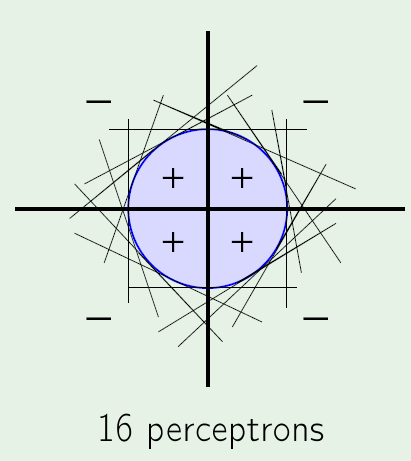 − −
+ +
+ +
− −
16 perceptrons